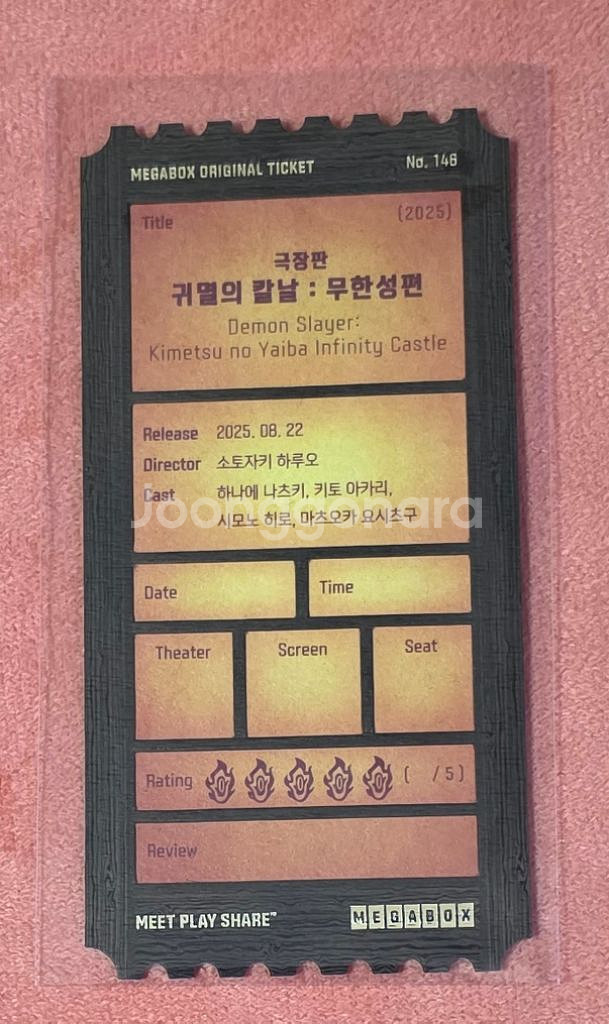 MEGABOX ORIGINAL TICKET No. 146
Title (2025)
극장판
귀멸의 칼날 : 무한성편
Demon Slayer:
Kimetsu no Yaiba Infinity Castle
Release 2025. 08. 22
Director 소토자키 하루오
Cast 하나에 나츠키, 키토 아카리,
시모노 히로, 마츠오카 요시츠구
Joonggonara
Date Time
Theater Screen Seat
Rating ( / 5)
Review
MEET PLAY SHARE™ MEGABOX